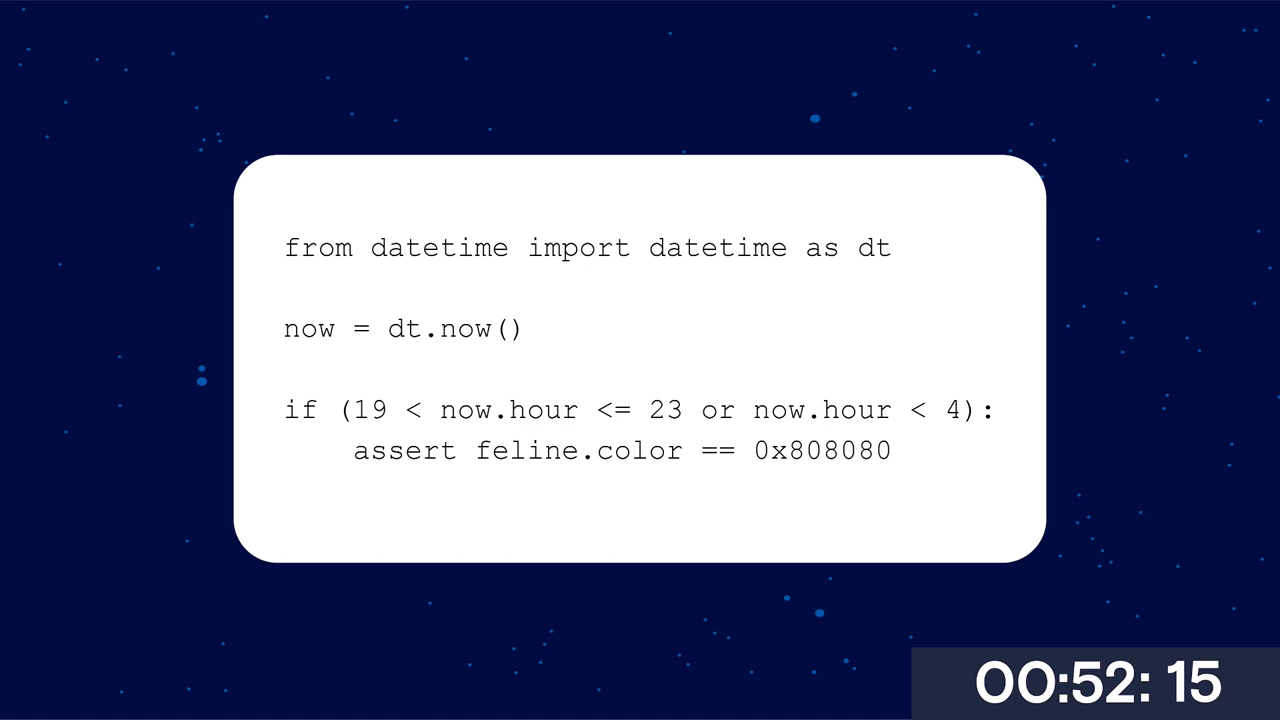 from datetime import datetime as dt
now = dt.now()
if (19 < now.hour <= 23 or now.hour < 4):
    assert feline.color == 0x808080
00:52: 15